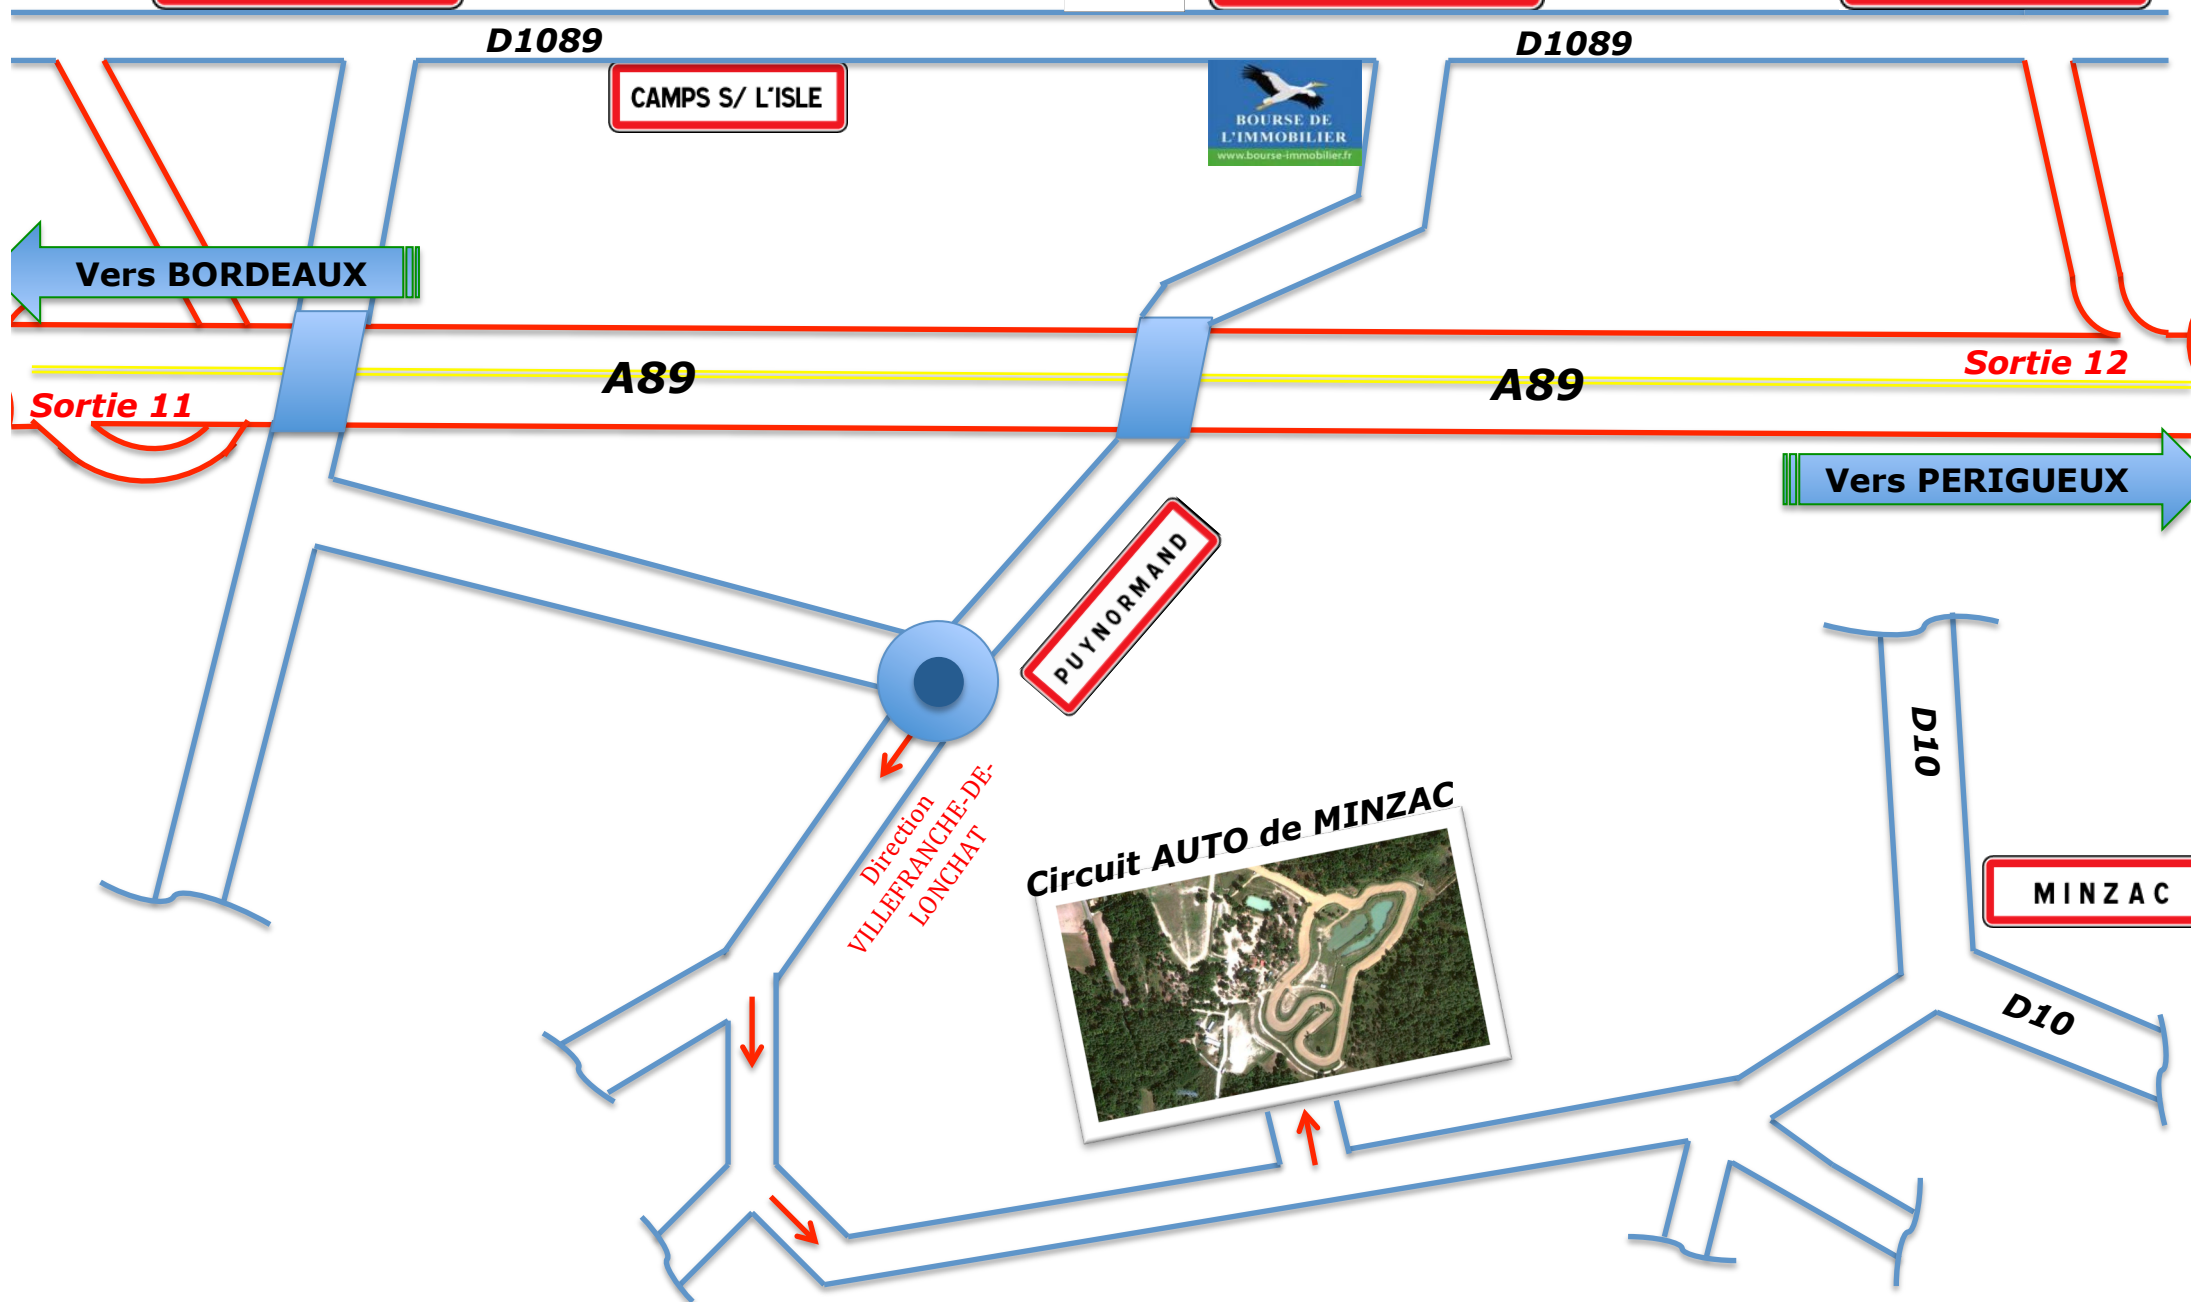 D1089
D1089
CAMPS S/ L'ISLE
BOURSE DE
L'IMMOBILIER
www.bourse-immobilier.fr
Vers BORDEAUX
A89
A89
Sortie 12
Sortie 11
Vers PERIGUEUX
PUYNORMAND
D10
Direction
VILLEFRANCHE-DE-
LONCHAT
Circuit AUTO de MINZAC
MINZAC
D10